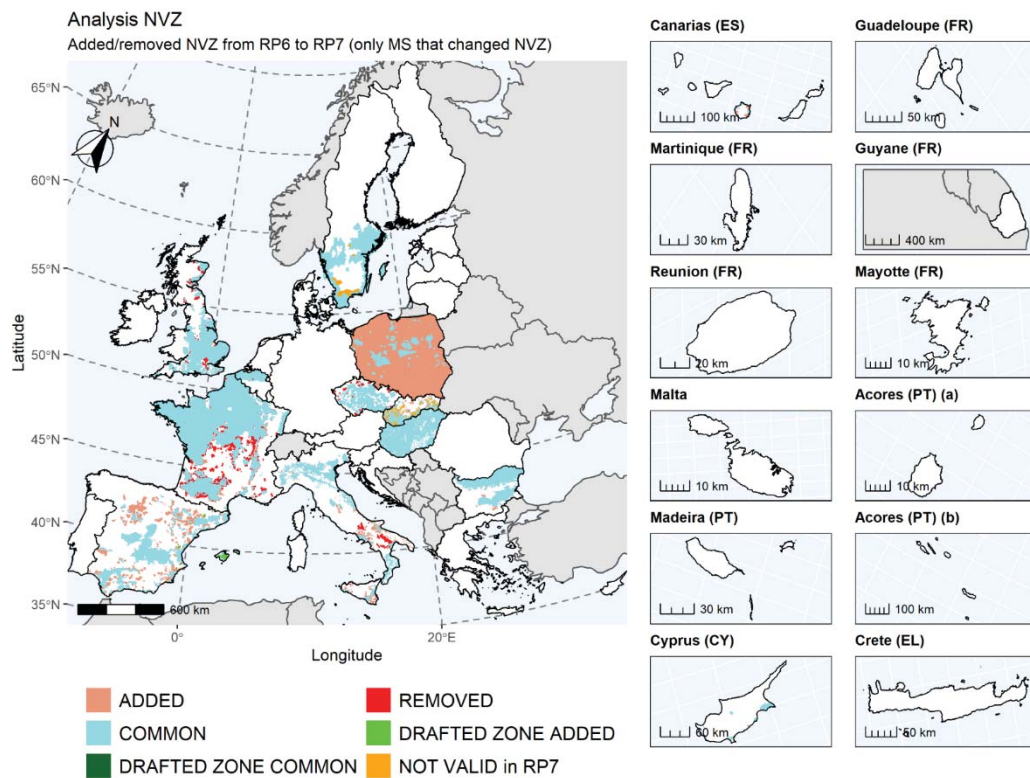 Analysis NVZ
Added/removed NVZ from RP6 to RP7 (only MS that changed NVZ)
65°N
60°N
55°N
50°N
45°N
40°N
35°N
Latitude
N
600 km
0°
20°E
Longitude
ADDED
COMMON
DRAFTED ZONE COMMON
REMOVED
DRAFTED ZONE ADDED
NOT VALID in RP7
Canarias (ES)
100 km
Guadeloupe (FR)
50 km
Martinique (FR)
30 km
Guyane (FR)
400 km
Reunion (FR)
20 km
Mayotte (FR)
10 km
Malta
10 km
Acores (PT) (a)
10 km
Madeira (PT)
30 km
Acores (PT) (b)
100 km
Cyprus (CY)
60 km
Crete (EL)
50 km